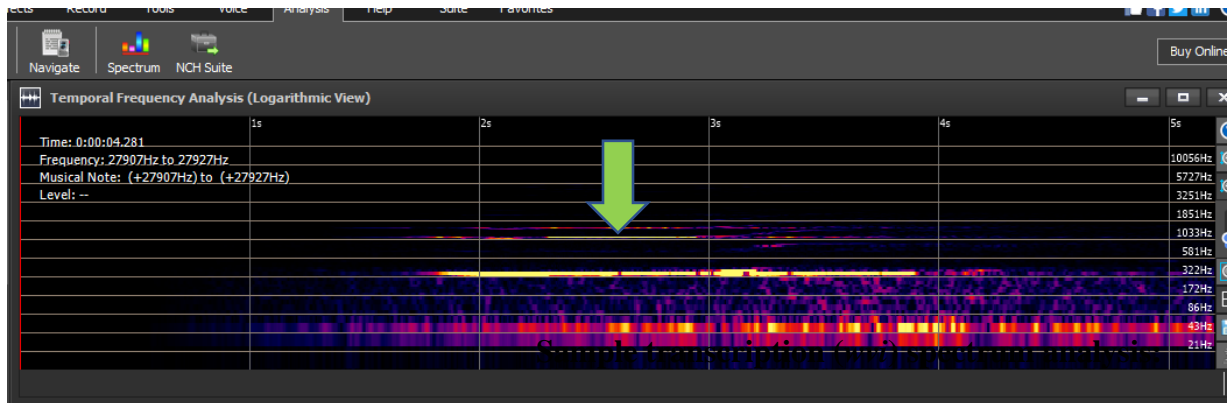 Record Tools Voice Analysis Help Suite Favorites
Navigate Spectrum NCH Suite
Buy Online
Temporal Frequency Analysis (Logarithmic View)
1s 2s 3s 4s 5s
Time: 0:00:04.281
Frequency: 27907Hz to 27927Hz
Musical Note: (+27907Hz) to (+27927Hz)
Level: --
10056Hz
5727Hz
3251Hz
1851Hz
1033Hz
581Hz
322Hz
172Hz
86Hz
43Hz
21Hz